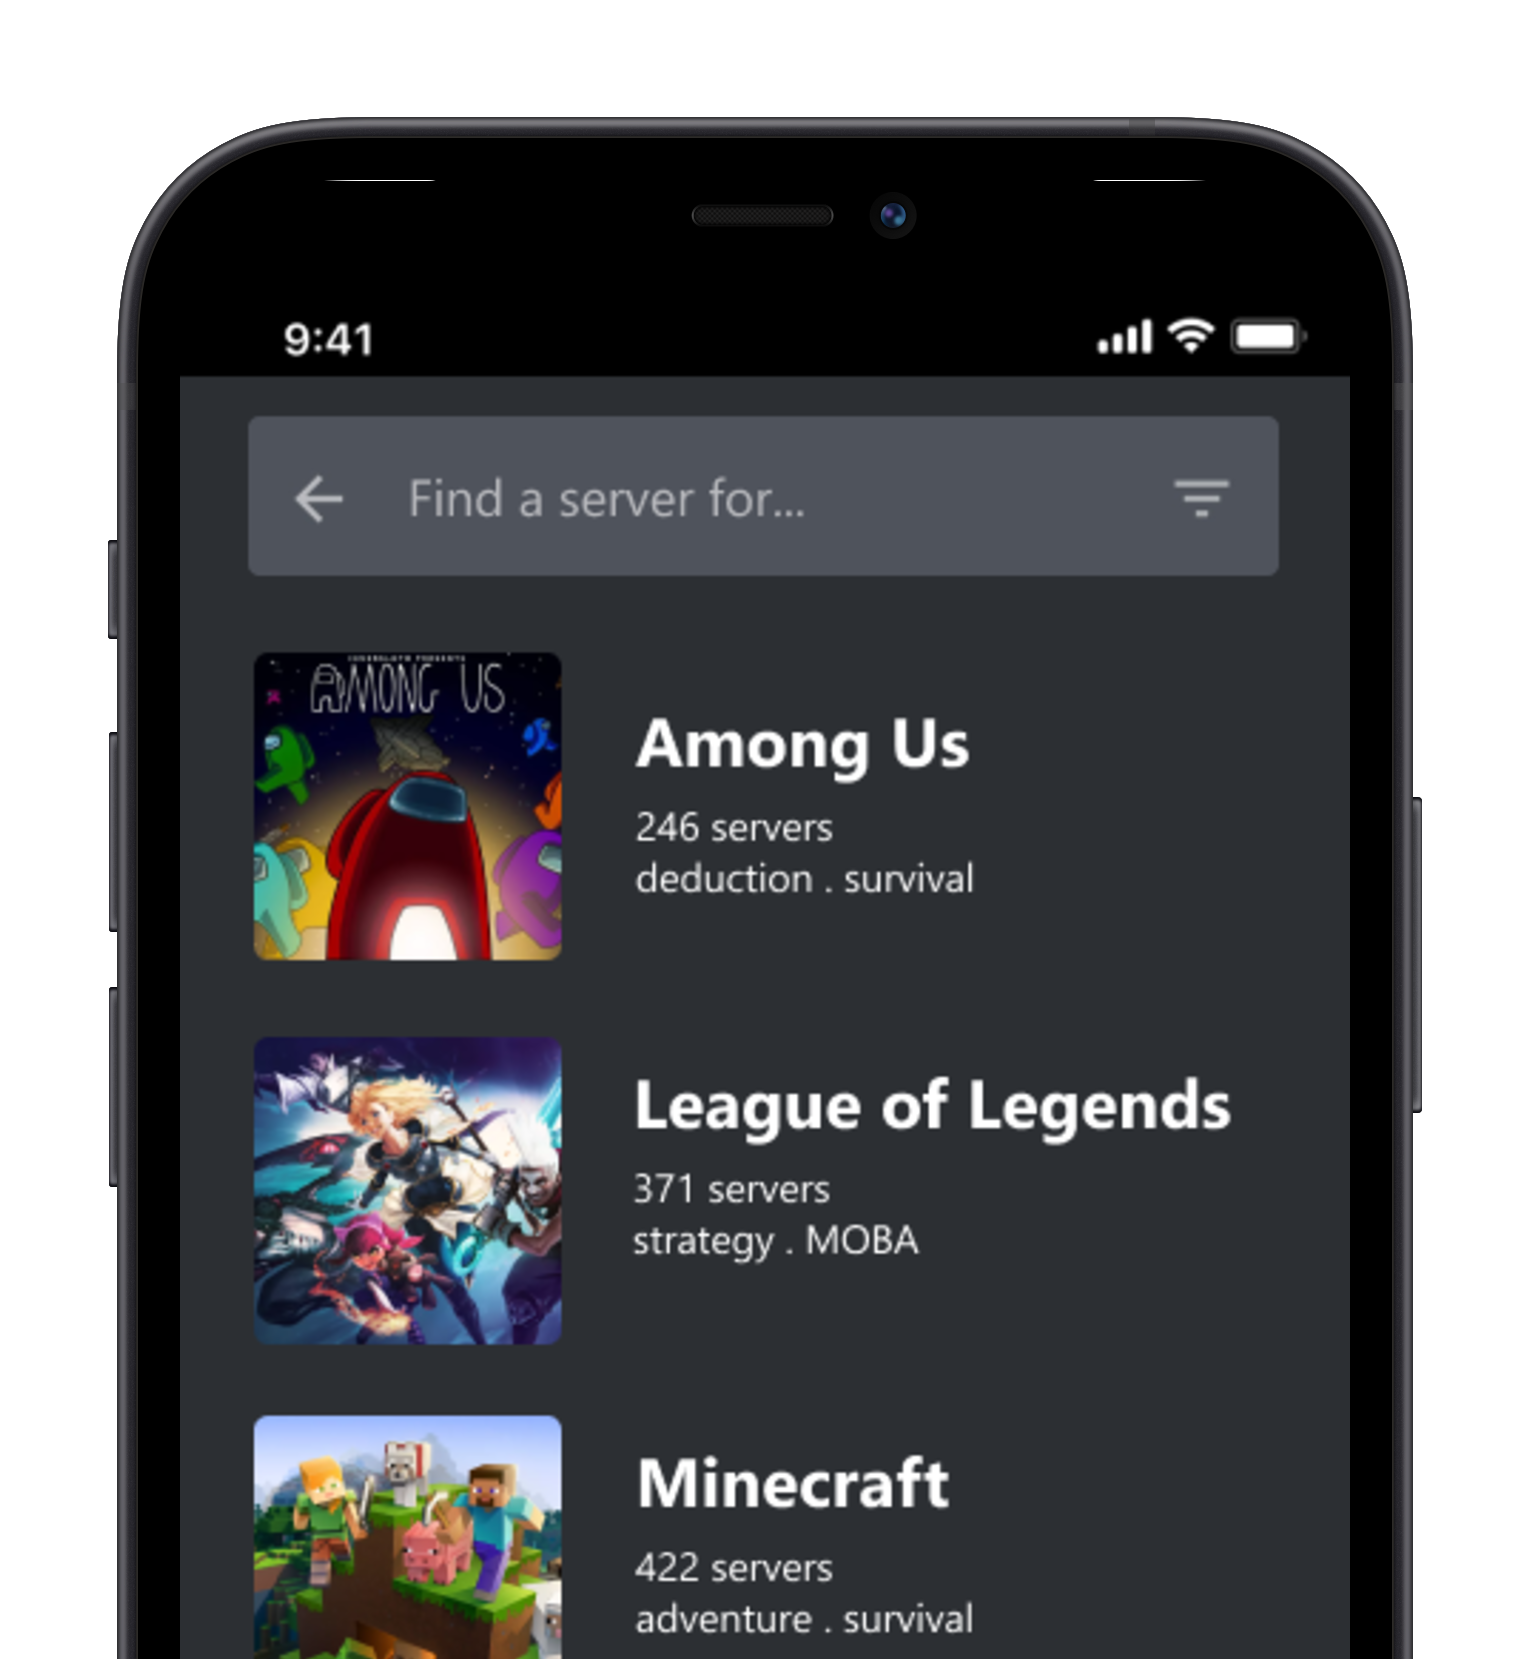 9:41
Find a server for...
AMONG US
Among Us
246 servers
deduction . survival
League of Legends
371 servers
strategy . MOBA
Minecraft
422 servers
adventure . survival